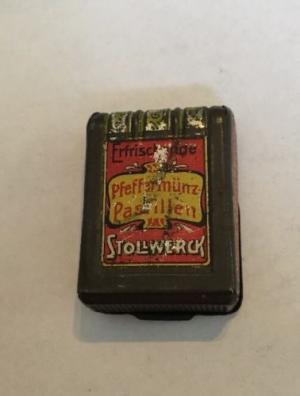 Erfrischende
Pfeffermünz-
Pastillen
STOLLWERCK